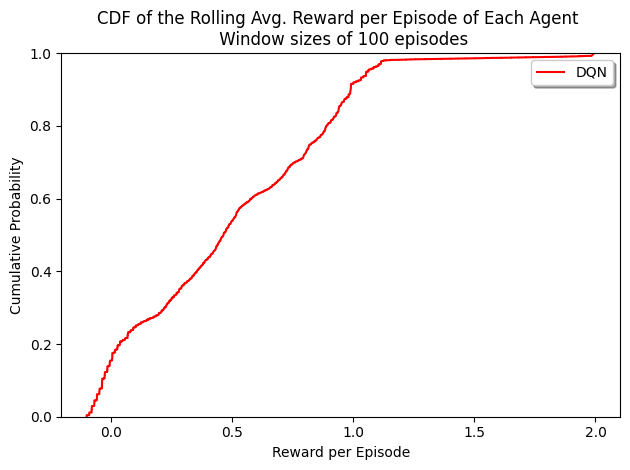 CDF of the Rolling Avg. Reward per Episode of Each Agent
Window sizes of 100 episodes
DQN
Cumulative Probability
1.0
0.8
0.6
0.4
0.2
0.0
0.0 0.5 1.0 1.5 2.0
Reward per Episode